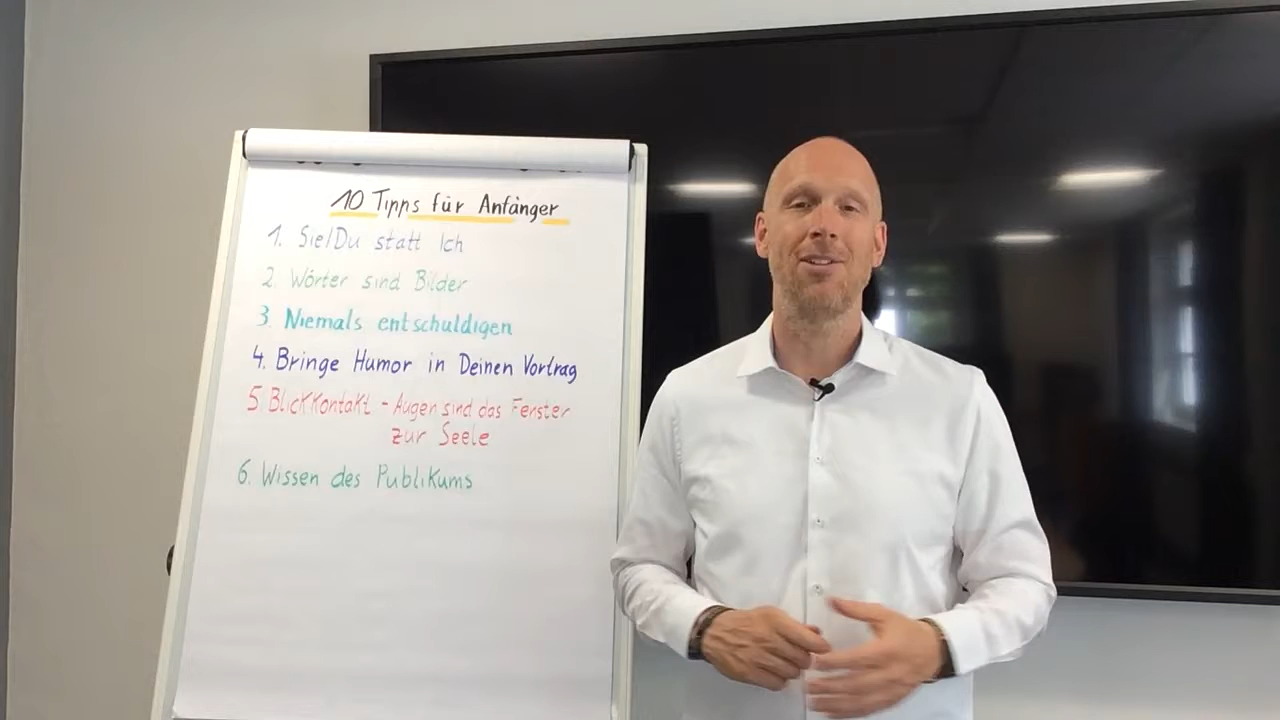 10 Tipps für Anfänger
1. Sie/Du statt Ich
2. Wörter sind Bilder
3. Niemals entschuldigen
4. Bringe Humor in Deinen Vortrag
5 Blickkontakt - Augen sind das Fenster
zur Seele
6. Wissen des Publikums